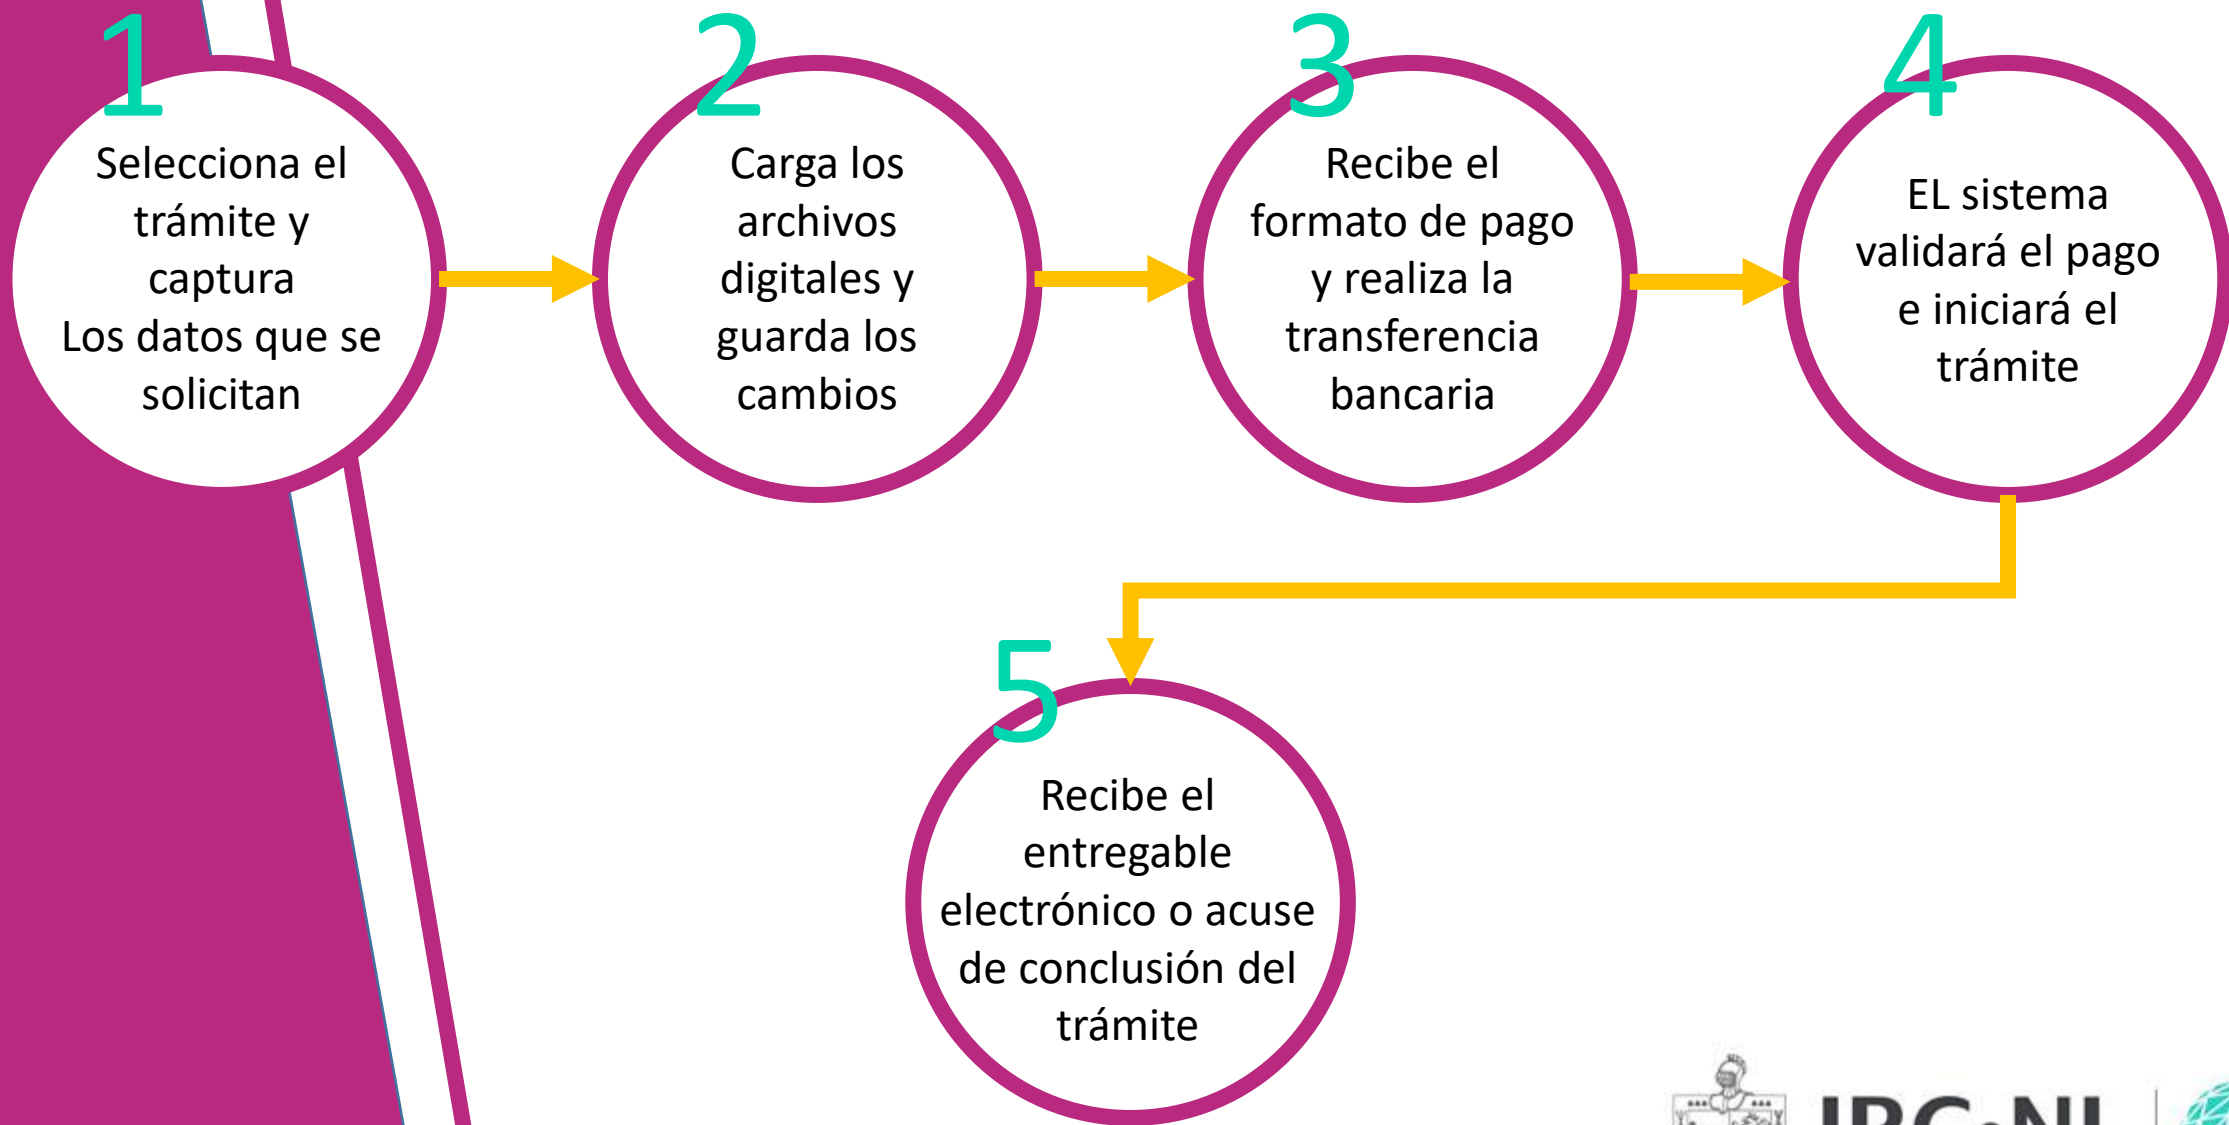 1
Selecciona el
trámite y
captura
Los datos que se
solicitan
2
Carga los
archivos
digitales y
guarda los
cambios
3
Recibe el
formato de pago
y realiza la
transferencia
bancaria
4
EL sistema
validará el pago
e iniciará el
trámite
5
Recibe el
entregable
electrónico o acuse
de conclusión del
trámite